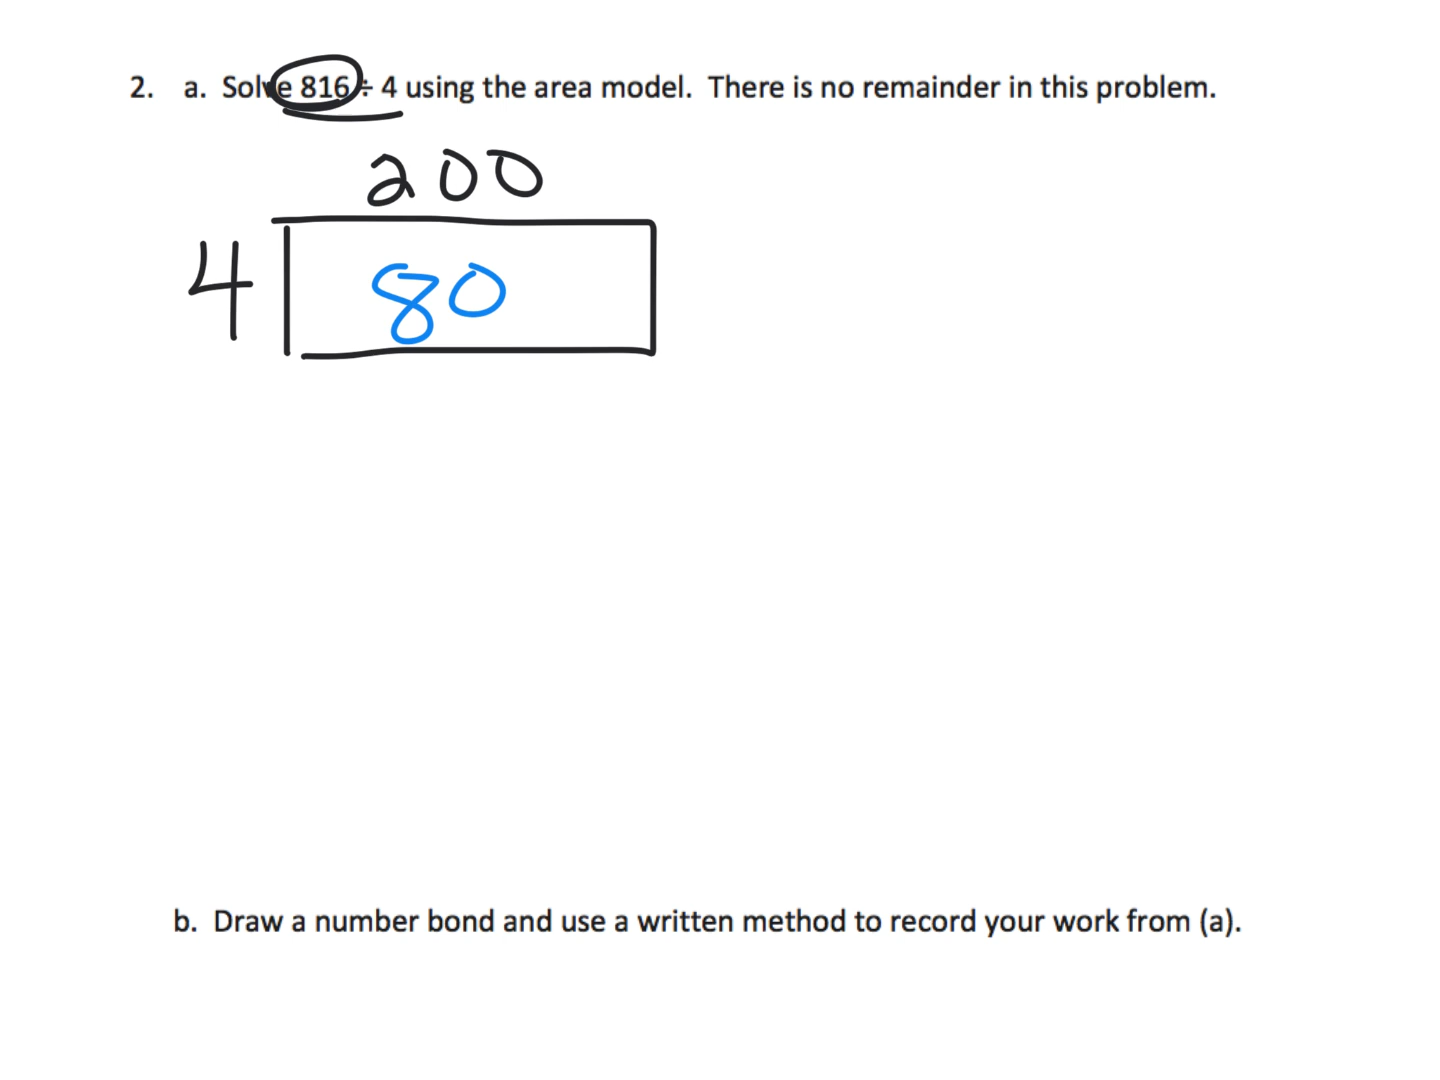 2. a. Solve 816 ÷ 4 using the area model. There is no remainder in this problem.
200
4 80
b. Draw a number bond and use a written method to record your work from (a).